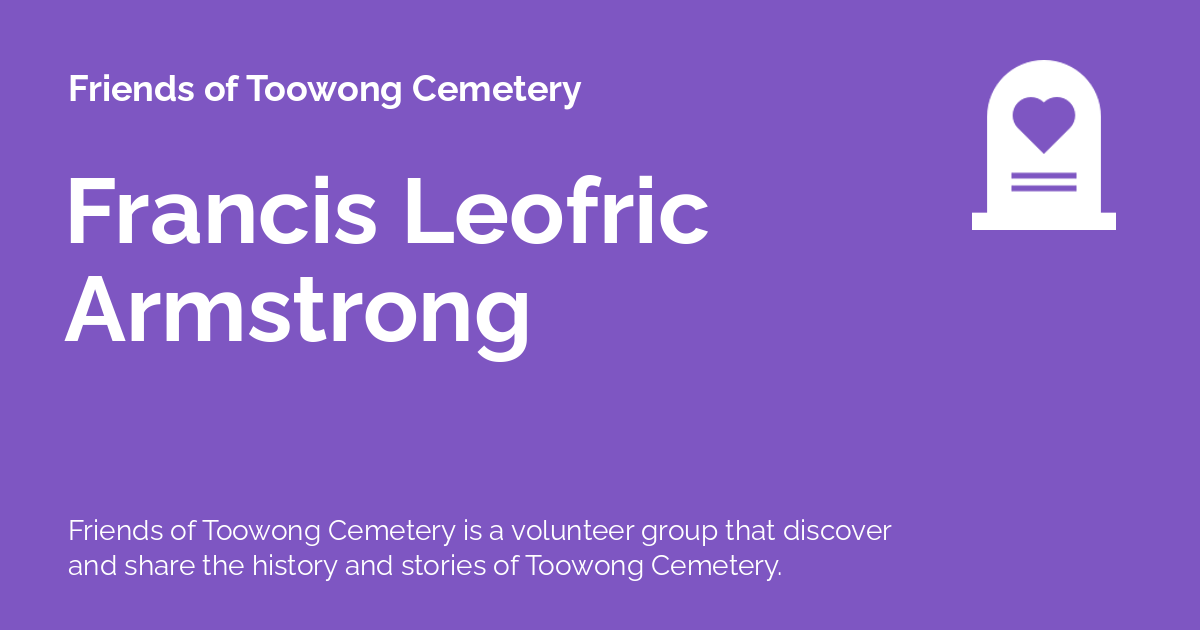 Friends of Toowong Cemetery
Francis Leofric
Armstrong
Friends of Toowong Cemetery is a volunteer group that discover
and share the history and stories of Toowong Cemetery.